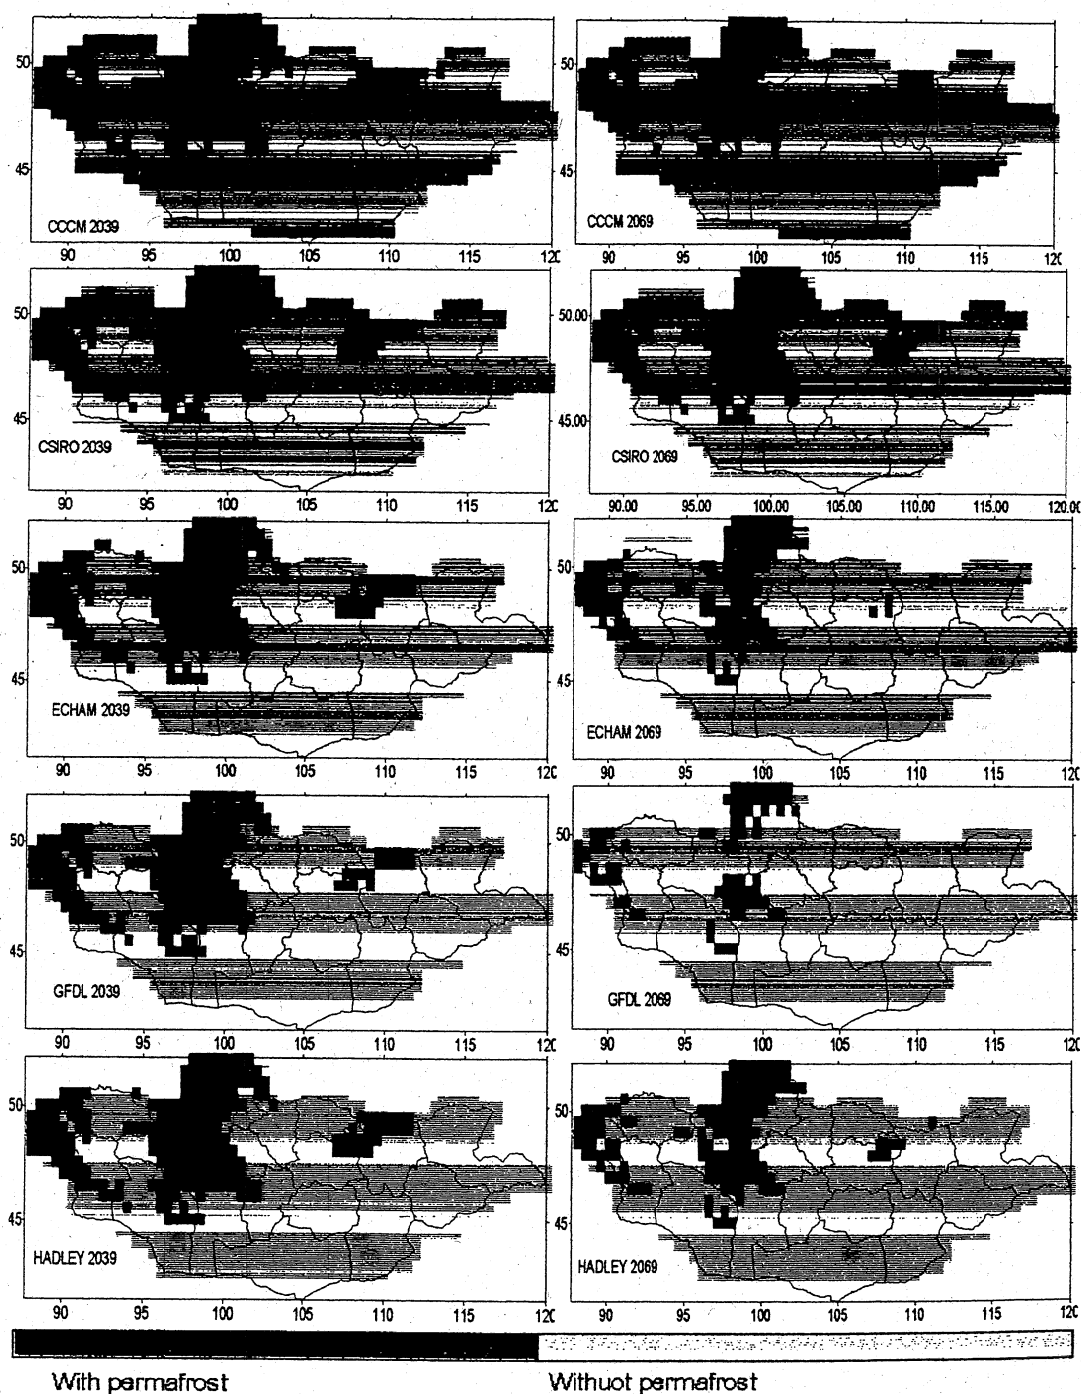 50
45
CCCM 2039
90 95 100 105 110 115 120
50
45
CCCM 2069
90 95 100 105 110 115 120
50
45
CSIRO 2039
90 95 100 105 110 115 120
50.00
45.00
CSIRO 2069
90.00 95.00 100.00 105.00 110.00 115.00 120.00
50
45
ECHAM 2039
90 95 100 105 110 115 120
50
45
ECHAM 2069
90 95 100 105 110 115 120
50
45
GFDL 2039
90 95 100 105 110 115 120
50
45
GFDL 2069
90 95 100 105 110 115 120
50
45
HADLEY 2039
90 95 100 105 110 115 120
50
45
HADLEY 2069
90 95 100 105 110 115 120
With permafrost
Withuot permafrost